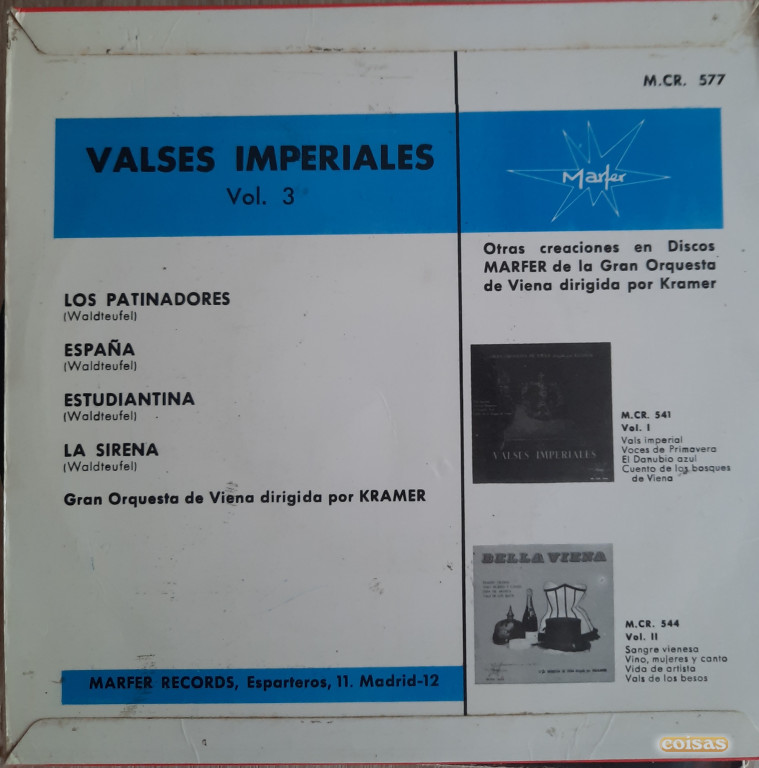 M.CR. 577
VALSES IMPERIALES
Vol. 3
Marfer
LOS PATINADORES
(Waldteufel)
ESPAÑA
(Waldteufel)
ESTUDIANTINA
(Waldteufel)
LA SIRENA
(Waldteufel)
Gran Orquesta de Viena dirigida por KRAMER
MARFER RECORDS, Esparteros, 11. Madrid-12
Otras creaciones en Discos
MARFER de la Gran Orquesta
de Viena dirigida por Kramer
VALSES IMPERIALES
M.CR. 541
Vol. I
Vals imperial
Voces de Primavera
El Danubio azul
Cuento de los bosques
de Viena
BELLA VIENA
M.CR. 544
Vol. II
Sangre vienesa
Vino, mujeres y canto
Vida de artista
Vals de los besos
coisas